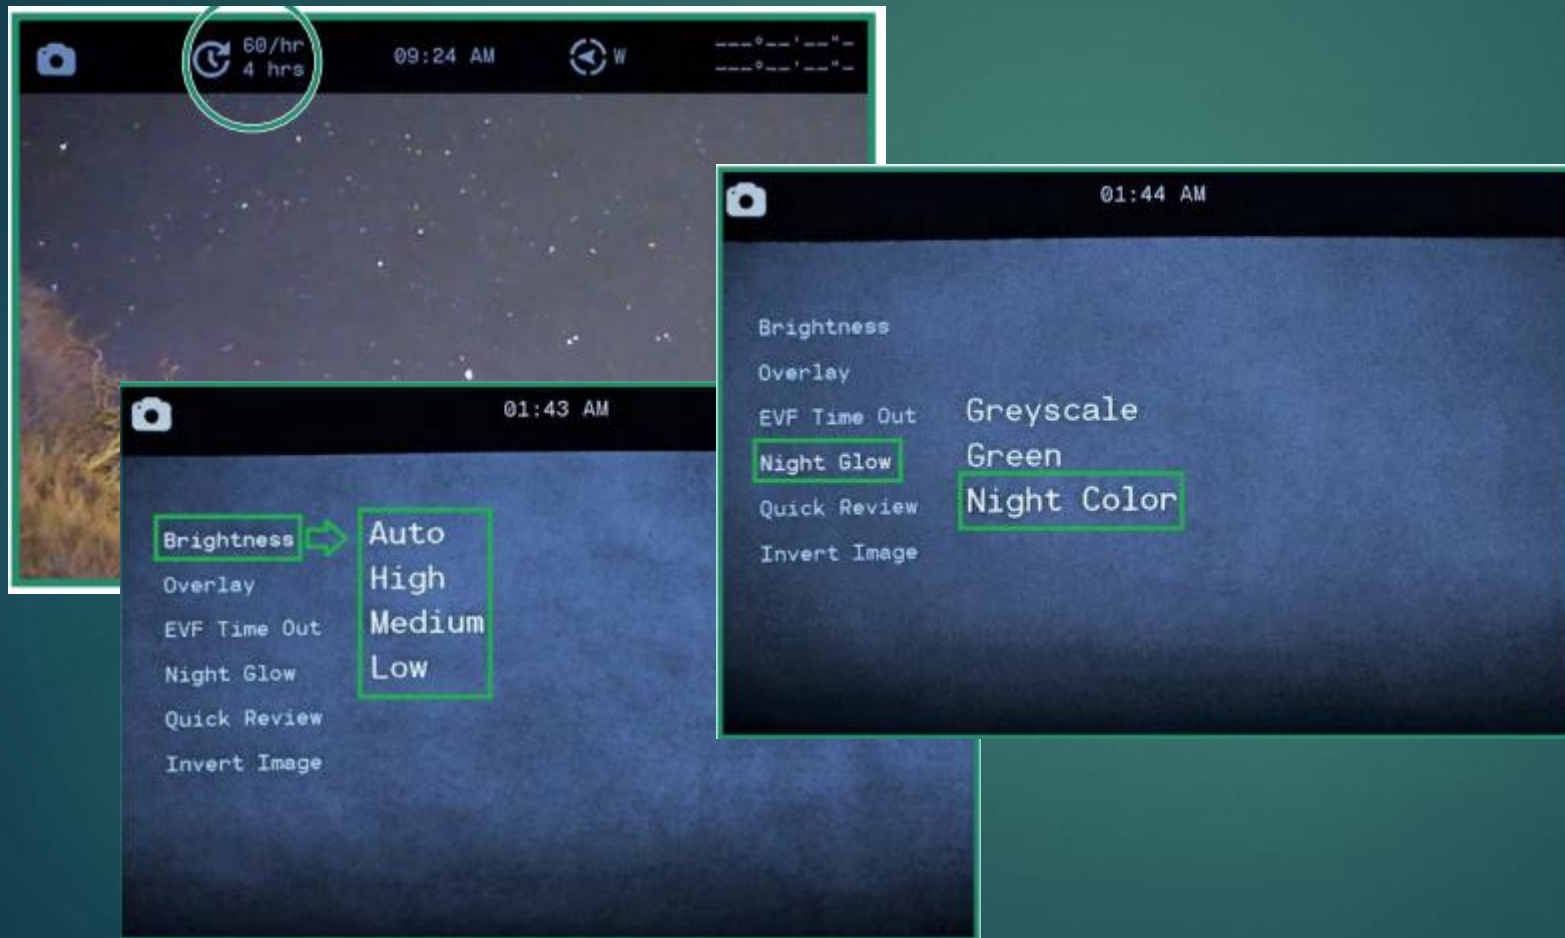 60/hr
4 hrs
09:24 AM
W
---°--'--"-
---°--'--"-
01:43 AM
Brightness
Overlay
EVF Time Out
Night Glow
Quick Review
Invert Image
Auto
High
Medium
Low
01:44 AM
Brightness
Overlay
EVF Time Out
Night Glow
Quick Review
Invert Image
Greyscale
Green
Night Color